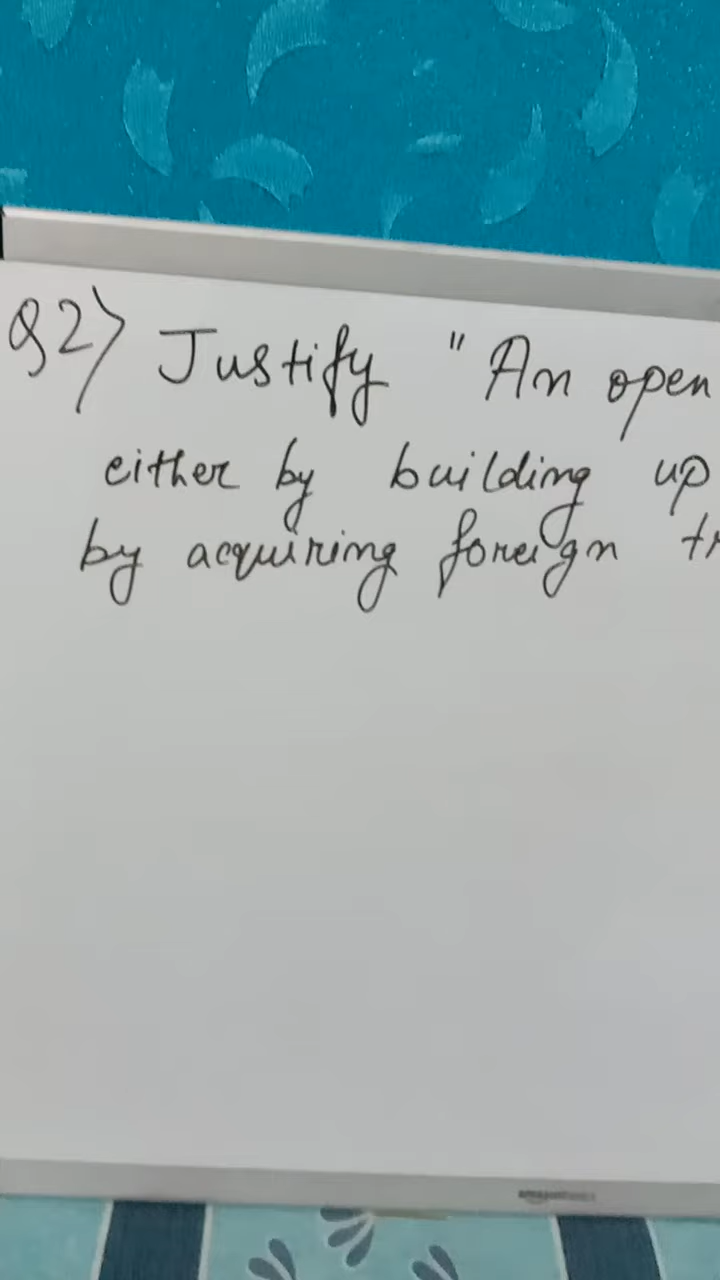 Q2) Justify "An open
either by building up
by acquiring foreign